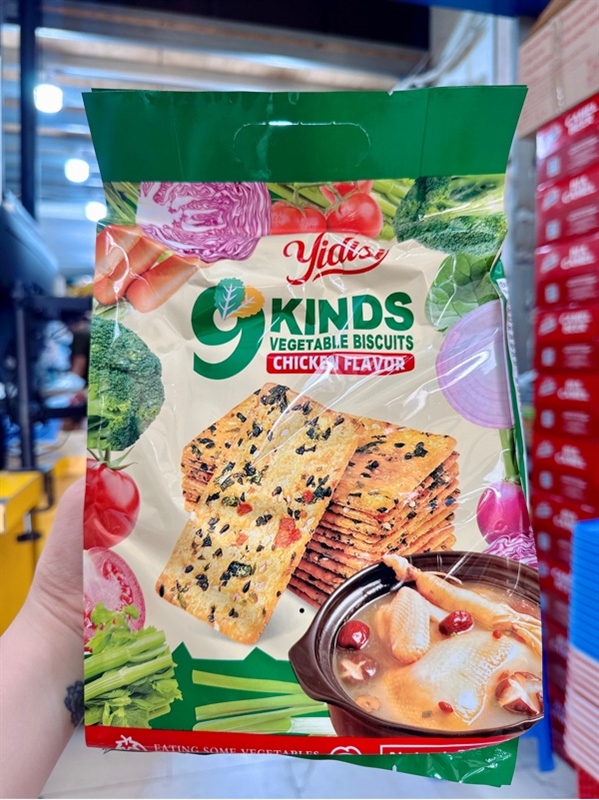 Yidisi
9 KINDS
VEGETABLE BISCUITS
CHICKEN FLAVOR
EATING SOME VEGETABLES